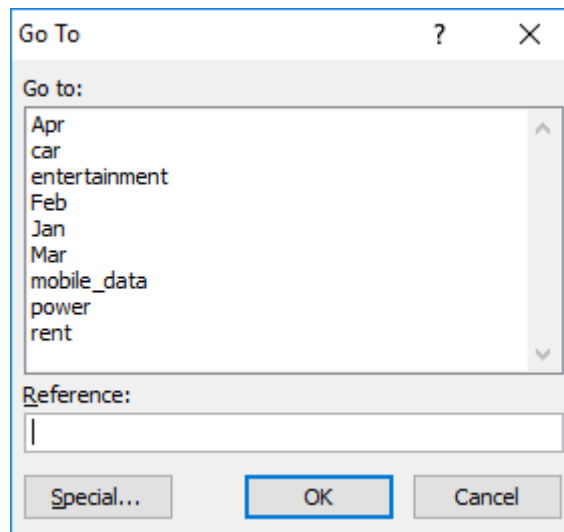 Go To ?
Go to:
Apr
car
entertainment
Feb
Jan
Mar
mobile_data
power
rent
Reference:
Special... OK Cancel